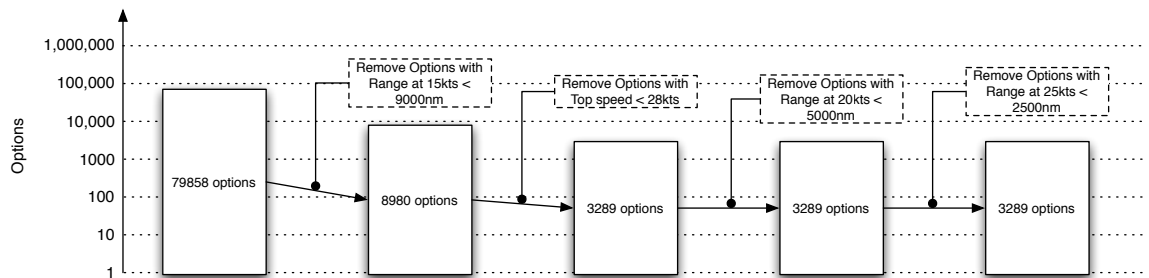 Options
1,000,000
100,000
10,000
1000
100
10
1
Remove Options with
Range at 15kts <
9000nm
Remove Options with
Top speed < 28kts
Remove Options with
Range at 20kts <
5000nm
Remove Options with
Range at 25kts <
2500nm
79858 options
8980 options
3289 options
3289 options
3289 options